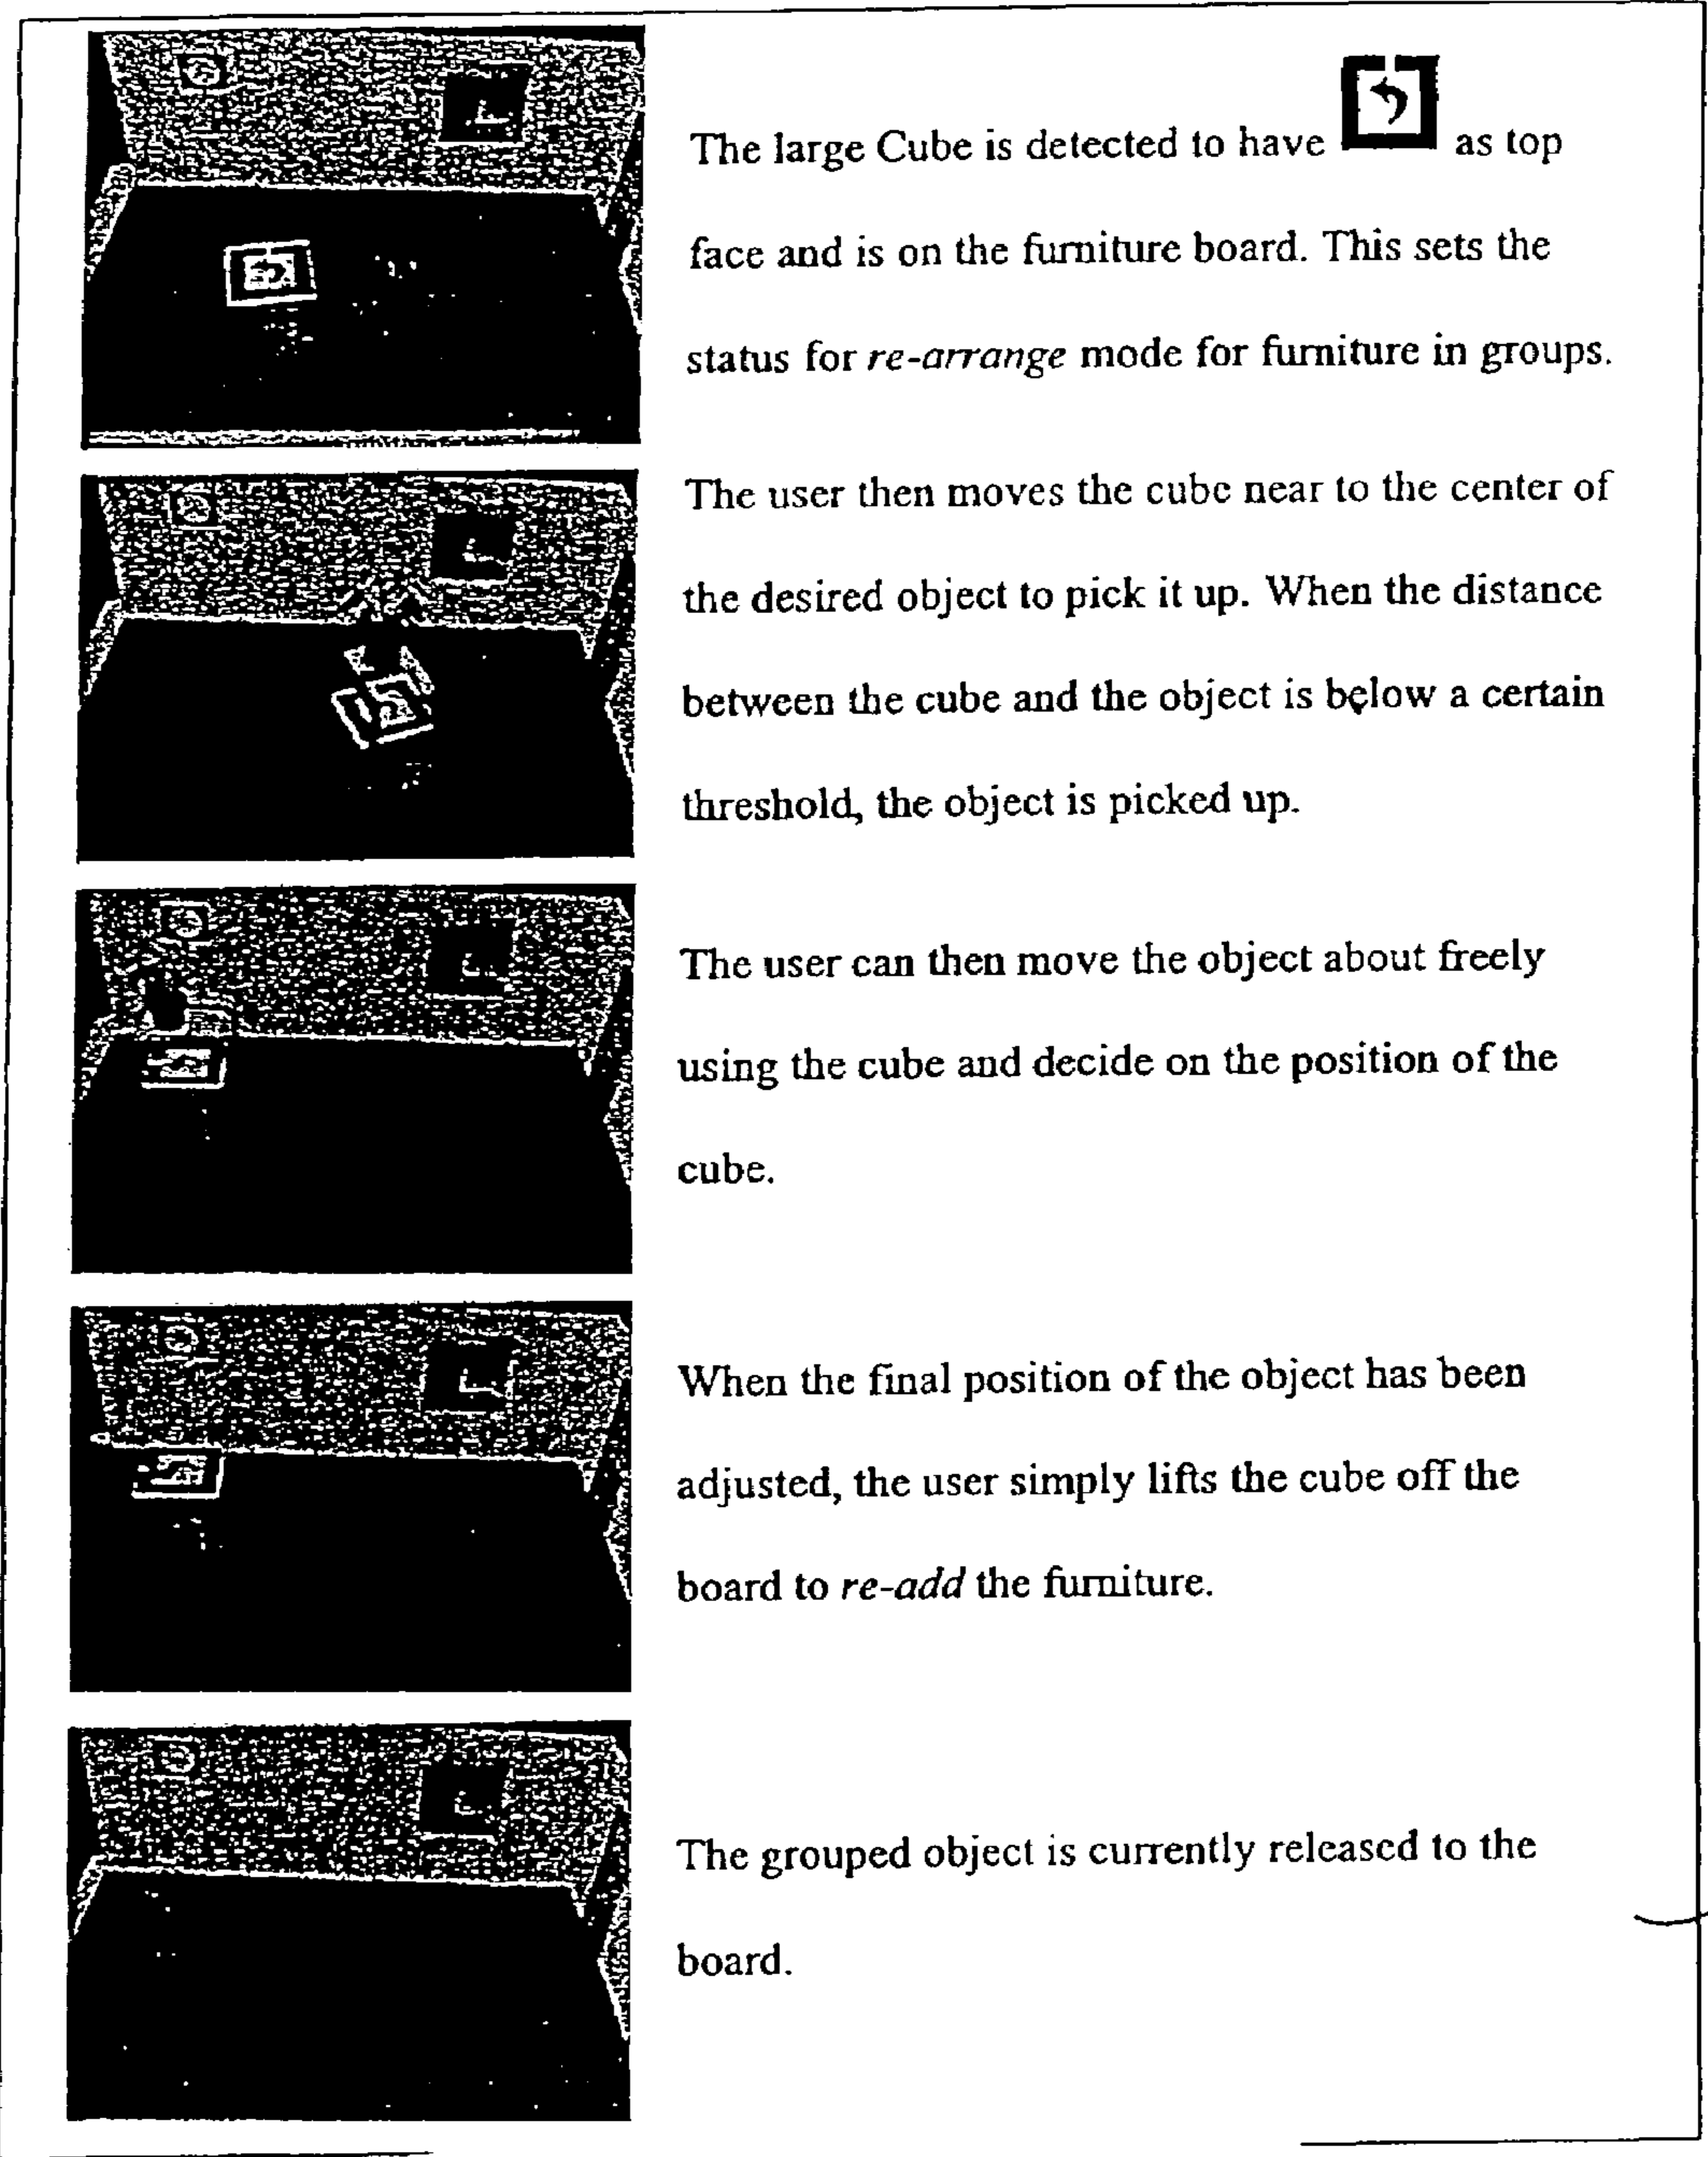 The large Cube is detected to have as top
face and is on the furniture board. This sets the
status for re-arrange mode for furniture in groups.
The user then moves the cube near to the center of
the desired object to pick it up. When the distance
between the cube and the object is below a certain
threshold, the object is picked up.
The user can then move the object about freely
using the cube and decide on the position of the
cube.
When the final position of the object has been
adjusted, the user simply lifts the cube off the
board to re-add the furniture.
The grouped object is currently released to the
board.